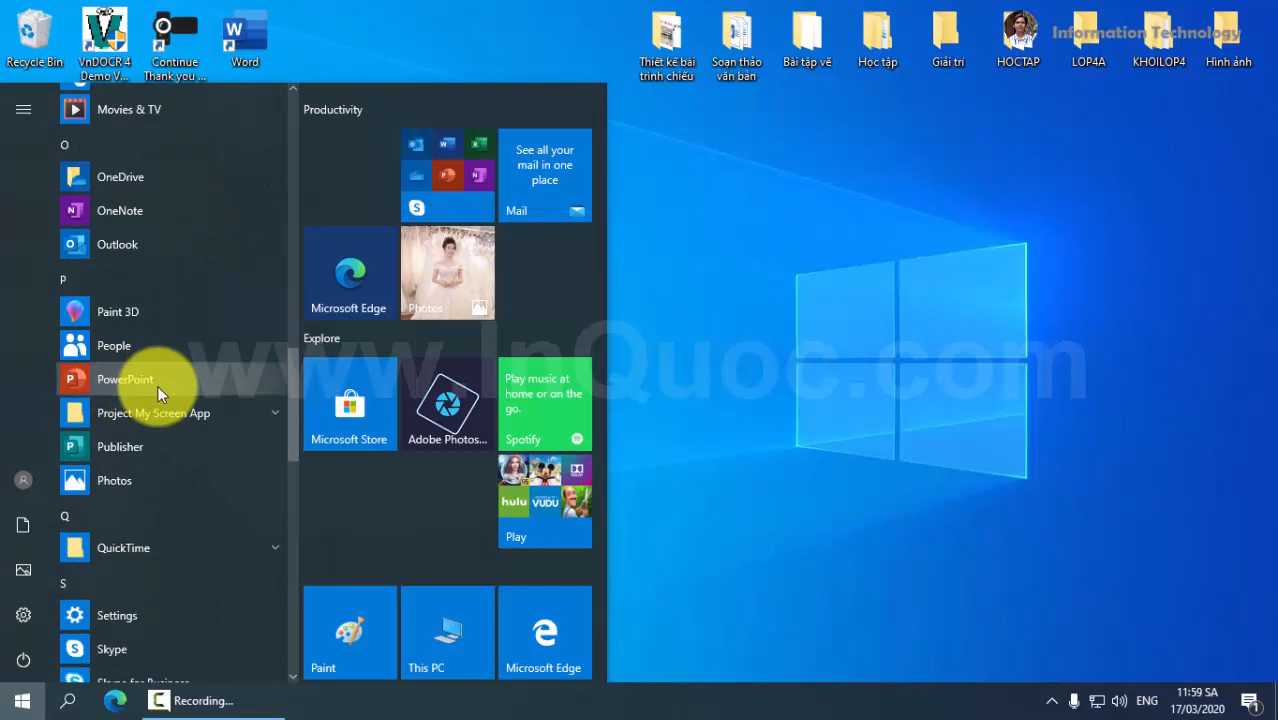 Recycle Bin
VnDOCR 4
Demo V...
Continue
Thank you ...
Word
Thiết kế bài
trình chiếu
Soạn thảo
văn bản
Bài tập vẽ
Học tập
Giải trí
HOCTAP
LOP4A
KHOILOP4
Hình ảnh
Information Technology
Movies & TV
O
OneDrive
OneNote
Outlook
P
Paint 3D
People
PowerPoint
Project My Screen App
Publisher
Photos
Q
QuickTime
S
Settings
Skype
Skype for Business
Productivity
See all your
mail in one
place
Mail
Microsoft Edge
Photos
Explore
Microsoft Store
Adobe Photos...
Play music at
home or on the
go.
Spotify
DOLBY
hulu
VUDU
Play
Paint
This PC
Microsoft Edge
www.InQuoc.com
Recording...
ENG
11:59 SA
17/03/2020
1